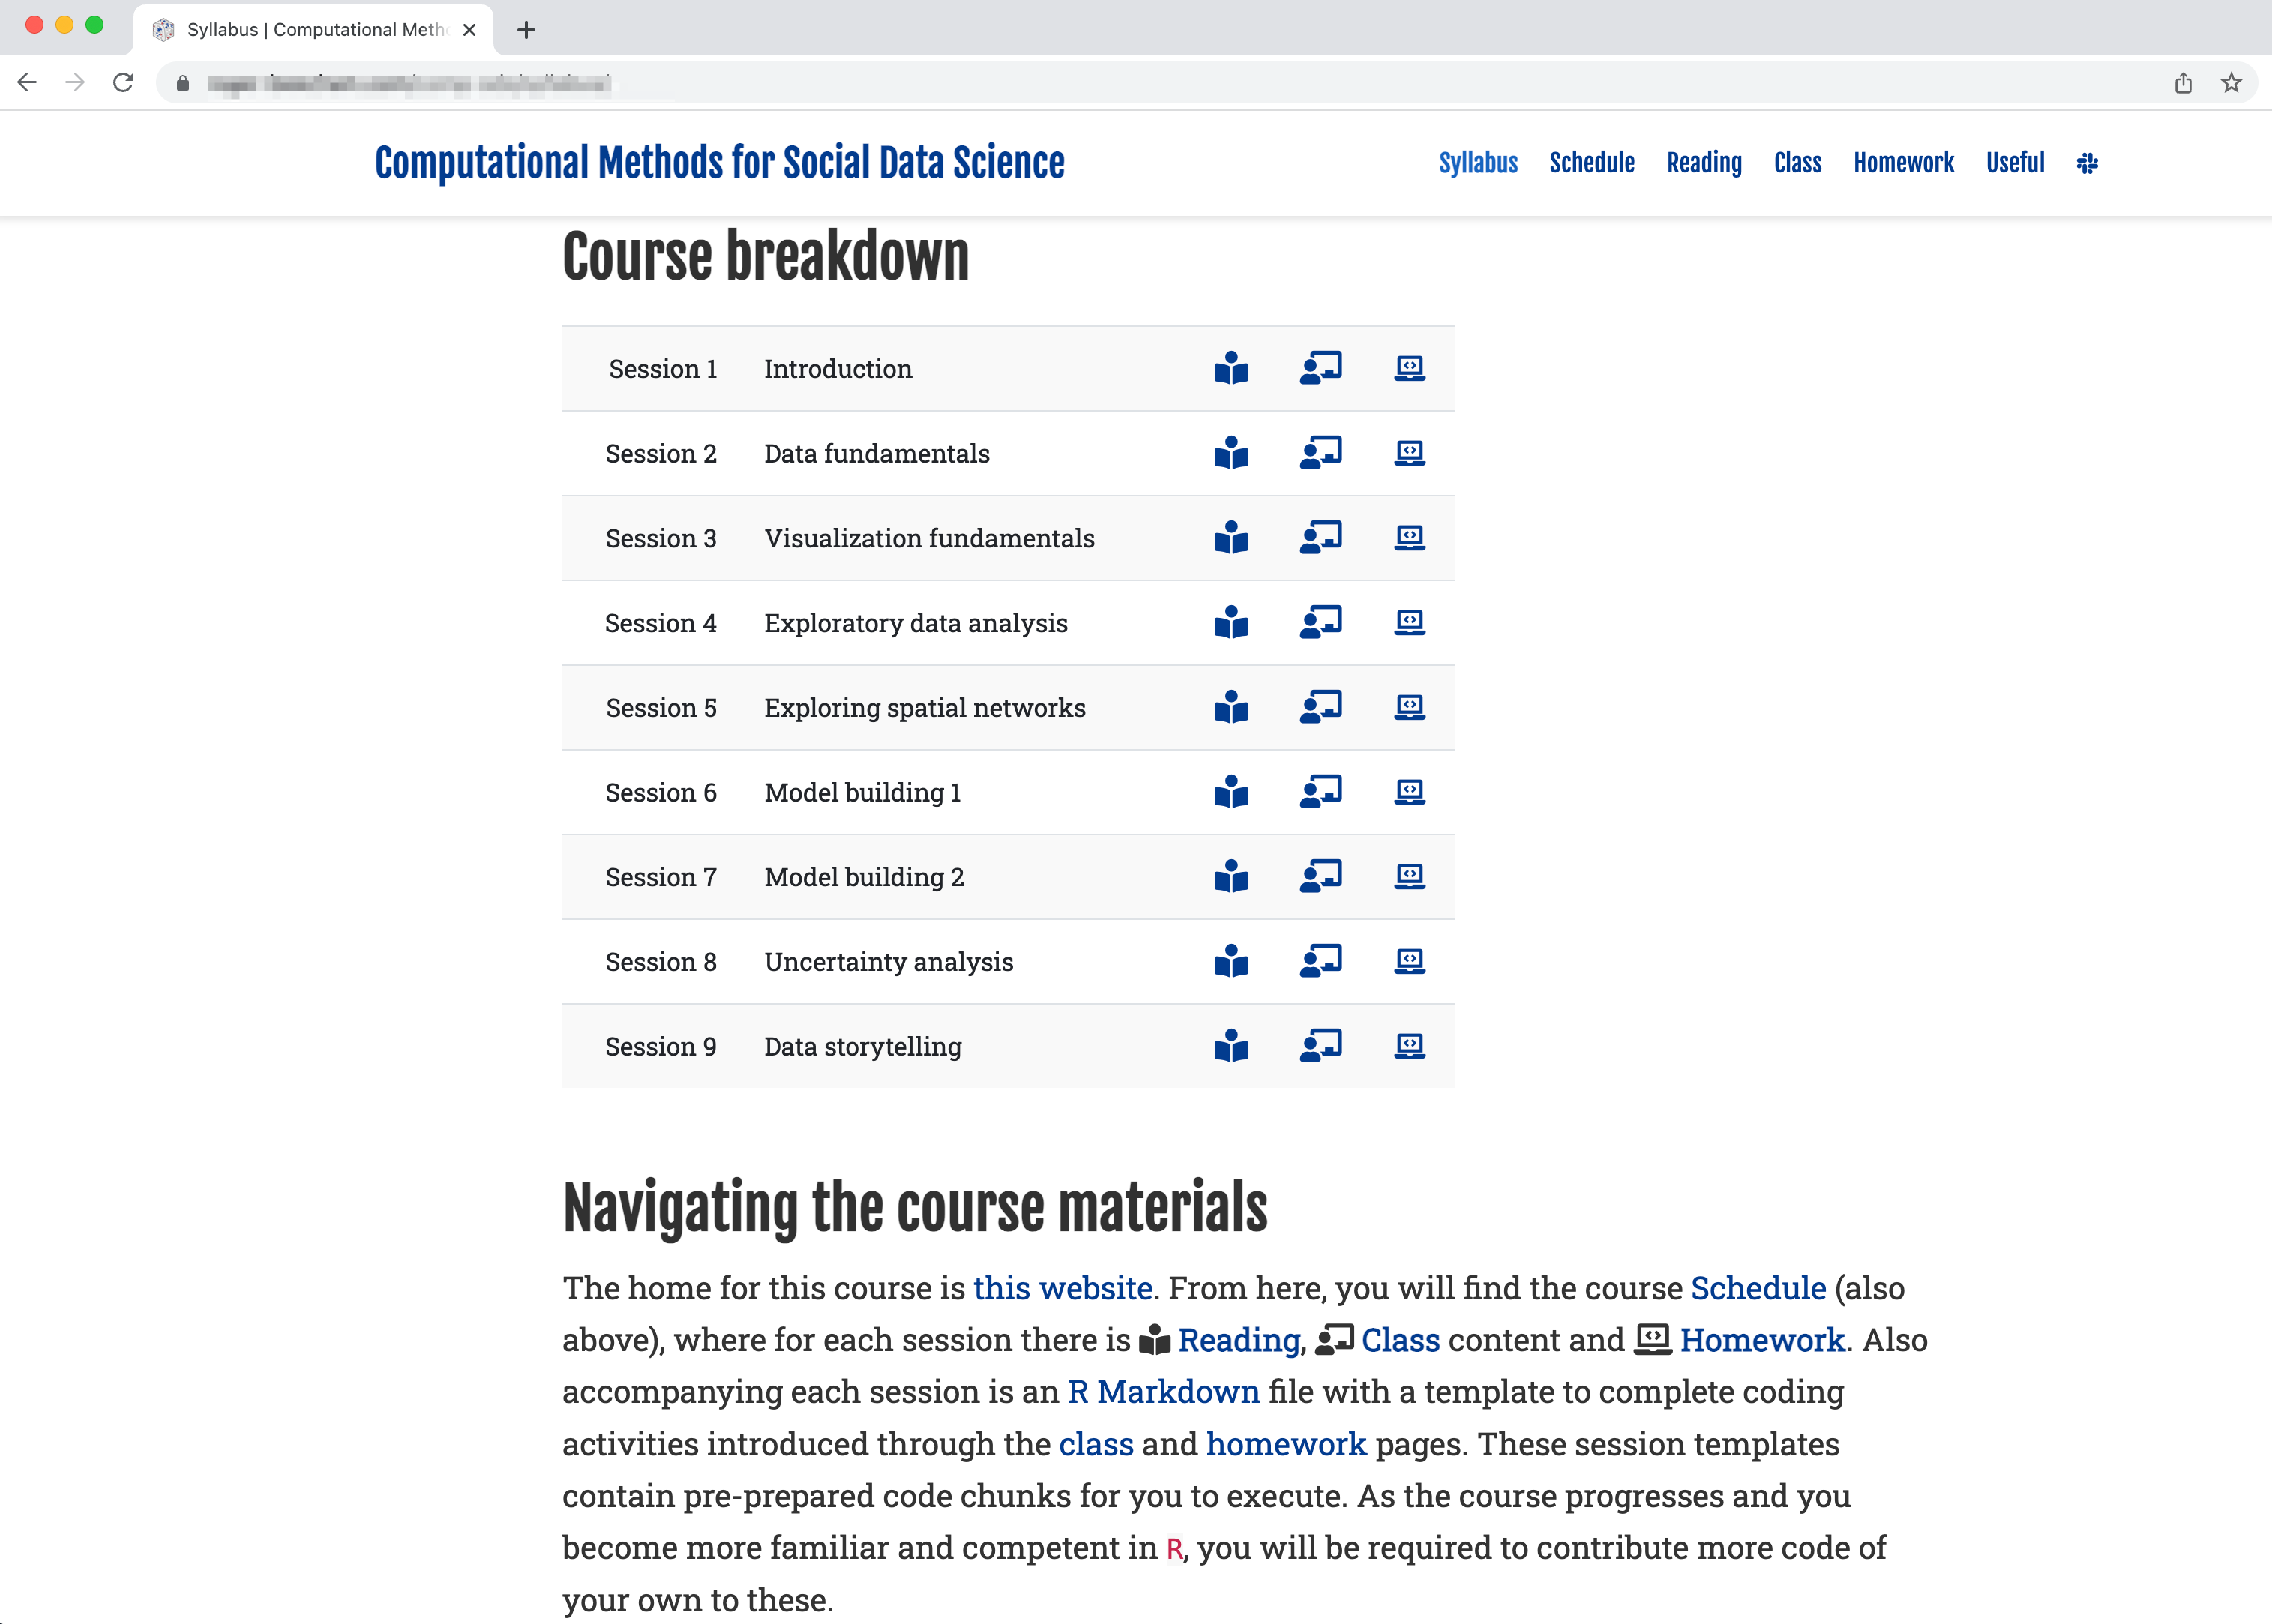 Syllabus | Computational Meth
Computational Methods for Social Data Science
Syllabus Schedule Reading Class Homework Useful
Course breakdown
Session 1 Introduction
Session 2 Data fundamentals
Session 3 Visualization fundamentals
Session 4 Exploratory data analysis
Session 5 Exploring spatial networks
Session 6 Model building 1
Session 7 Model building 2
Session 8 Uncertainty analysis
Session 9 Data storytelling
Navigating the course materials
The home for this course is this website. From here, you will find the course Schedule (also
above), where for each session there is Reading, Class content and Homework. Also
accompanying each session is an R Markdown file with a template to complete coding
activities introduced through the class and homework pages. These session templates
contain pre-prepared code chunks for you to execute. As the course progresses and you
become more familiar and competent in R, you will be required to contribute more code of
your own to these.